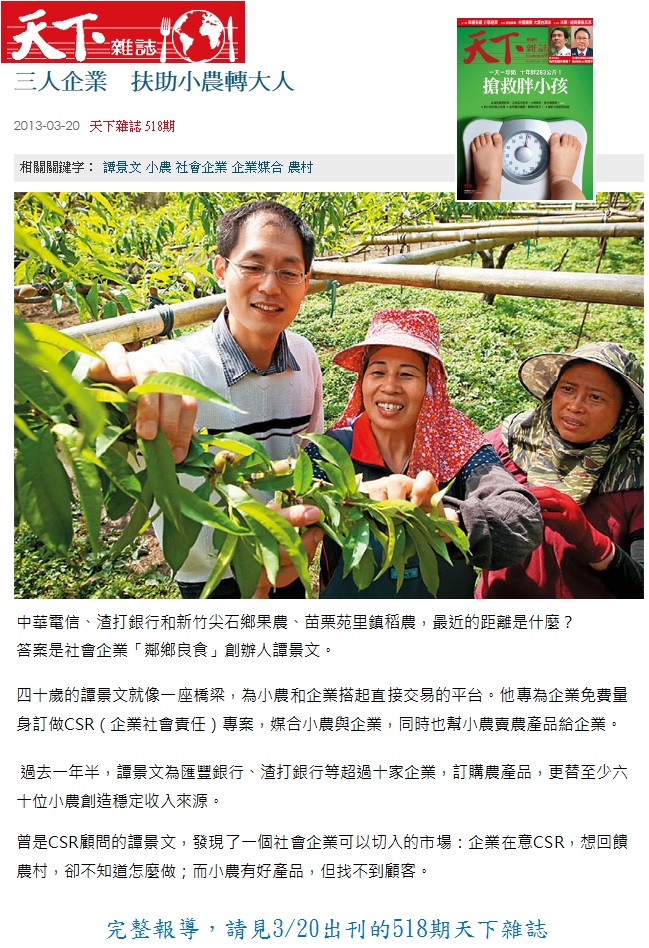 天下 雜誌
三人企業 扶助小農轉大人
2013-03-20 天下雜誌 518期
天下 雜誌
一天一年肥 十年胖263公斤！
搶救胖小孩
相關關鍵字： 譚景文 小農 社會企業 企業媒合 農村
中華電信、渣打銀行和新竹尖石鄉果農、苗栗苑里鎮稻農，最近的距離是什麼？
答案是社會企業「鄰鄉良食」創辦人譚景文。
四十歲的譚景文就像一座橋梁，為小農和企業搭起直接交易的平台。他專為企業免費量
身訂做CSR（企業社會責任）專案，媒合小農與企業，同時也幫小農賣農產品給企業。
過去一年半，譚景文為匯豐銀行、渣打銀行等超過十家企業，訂購農產品，更替至少六
十位小農創造穩定收入來源。
曾是CSR顧問的譚景文，發現了一個社會企業可以切入的市場：企業在意CSR，想回饋
農村，卻不知道怎麼做；而小農有好產品，但找不到顧客。
完整報導，請見3/20出刊的518期天下雜誌